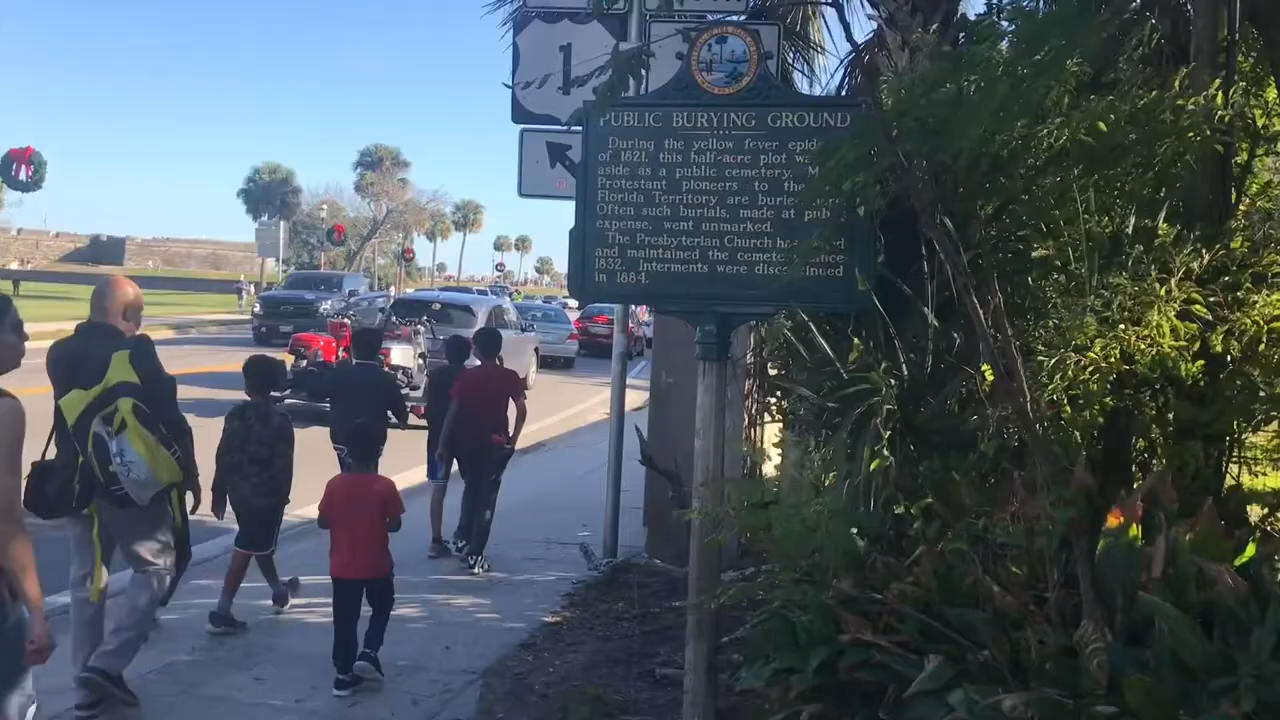 1
PUBLIC BURYING GROUND
During the yellow fever
of 1821, this half-acre plot
aside as a public cemetery.
Protestant pioneers to the
Florida Territory are
Often such burials, made at
expense, went unmarked.
The Presbyterian Church
and maintained the
1832. Interments were
in 1884.